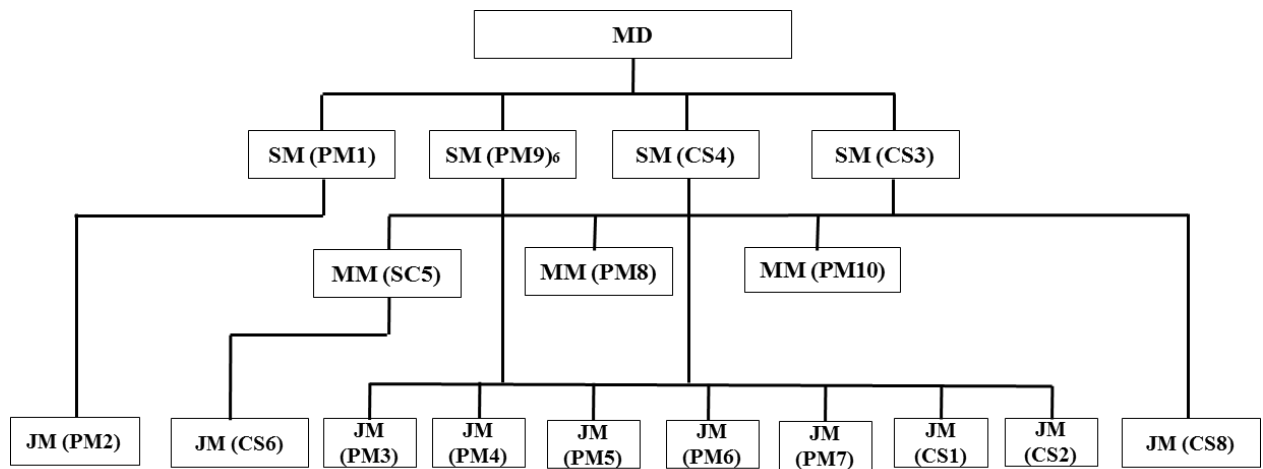 MD
SM (PM1)
SM (PM9)6
SM (CS4)
SM (CS3)
MM (SC5)
MM (PM8)
MM (PM10)
JM (PM2)
JM (CS6)
JM
(PM3)
JM
(PM4)
JM
(PM5)
JM
(PM6)
JM
(PM7)
JM
(CS1)
JM
(CS2)
JM (CS8)